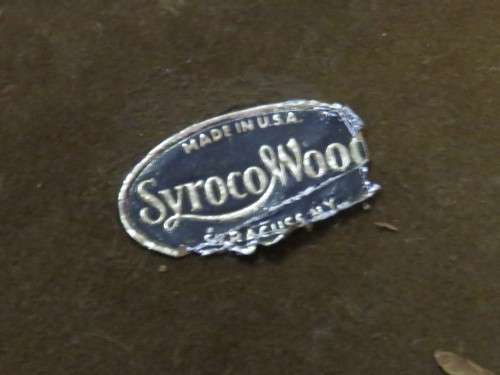 MADE IN U.S.A.
SyrocoWood
SYRACUSE N.Y.